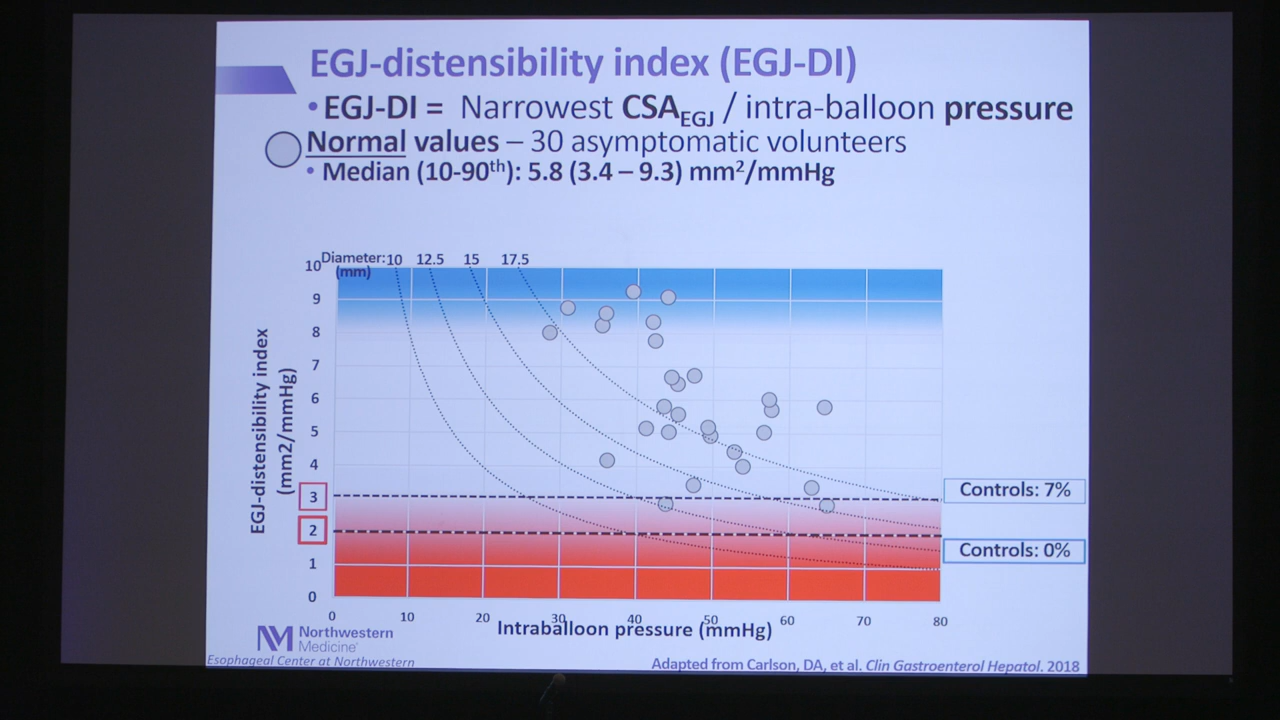 EGJ-distensibility index (EGJ-DI)
• EGJ-DI = Narrowest CSA_EGJ / intra-balloon pressure
Normal values – 30 asymptomatic volunteers
• Median (10-90th): 5.8 (3.4 – 9.3) mm²/mmHg
Diameter: 10 12.5 15 17.5
(mm)
10
9
8
7
6
5
4
3
2
1
0
EGJ-distensibility index
(mm2/mmHg)
Controls: 7%
Controls: 0%
0 10 20 30 40 50 60 70 80
Intraballoon pressure (mmHg)
Northwestern
Medicine
Esophageal Center at Northwestern
Adapted from Carlson, DA, et al. Clin Gastroenterol Hepatol. 2018